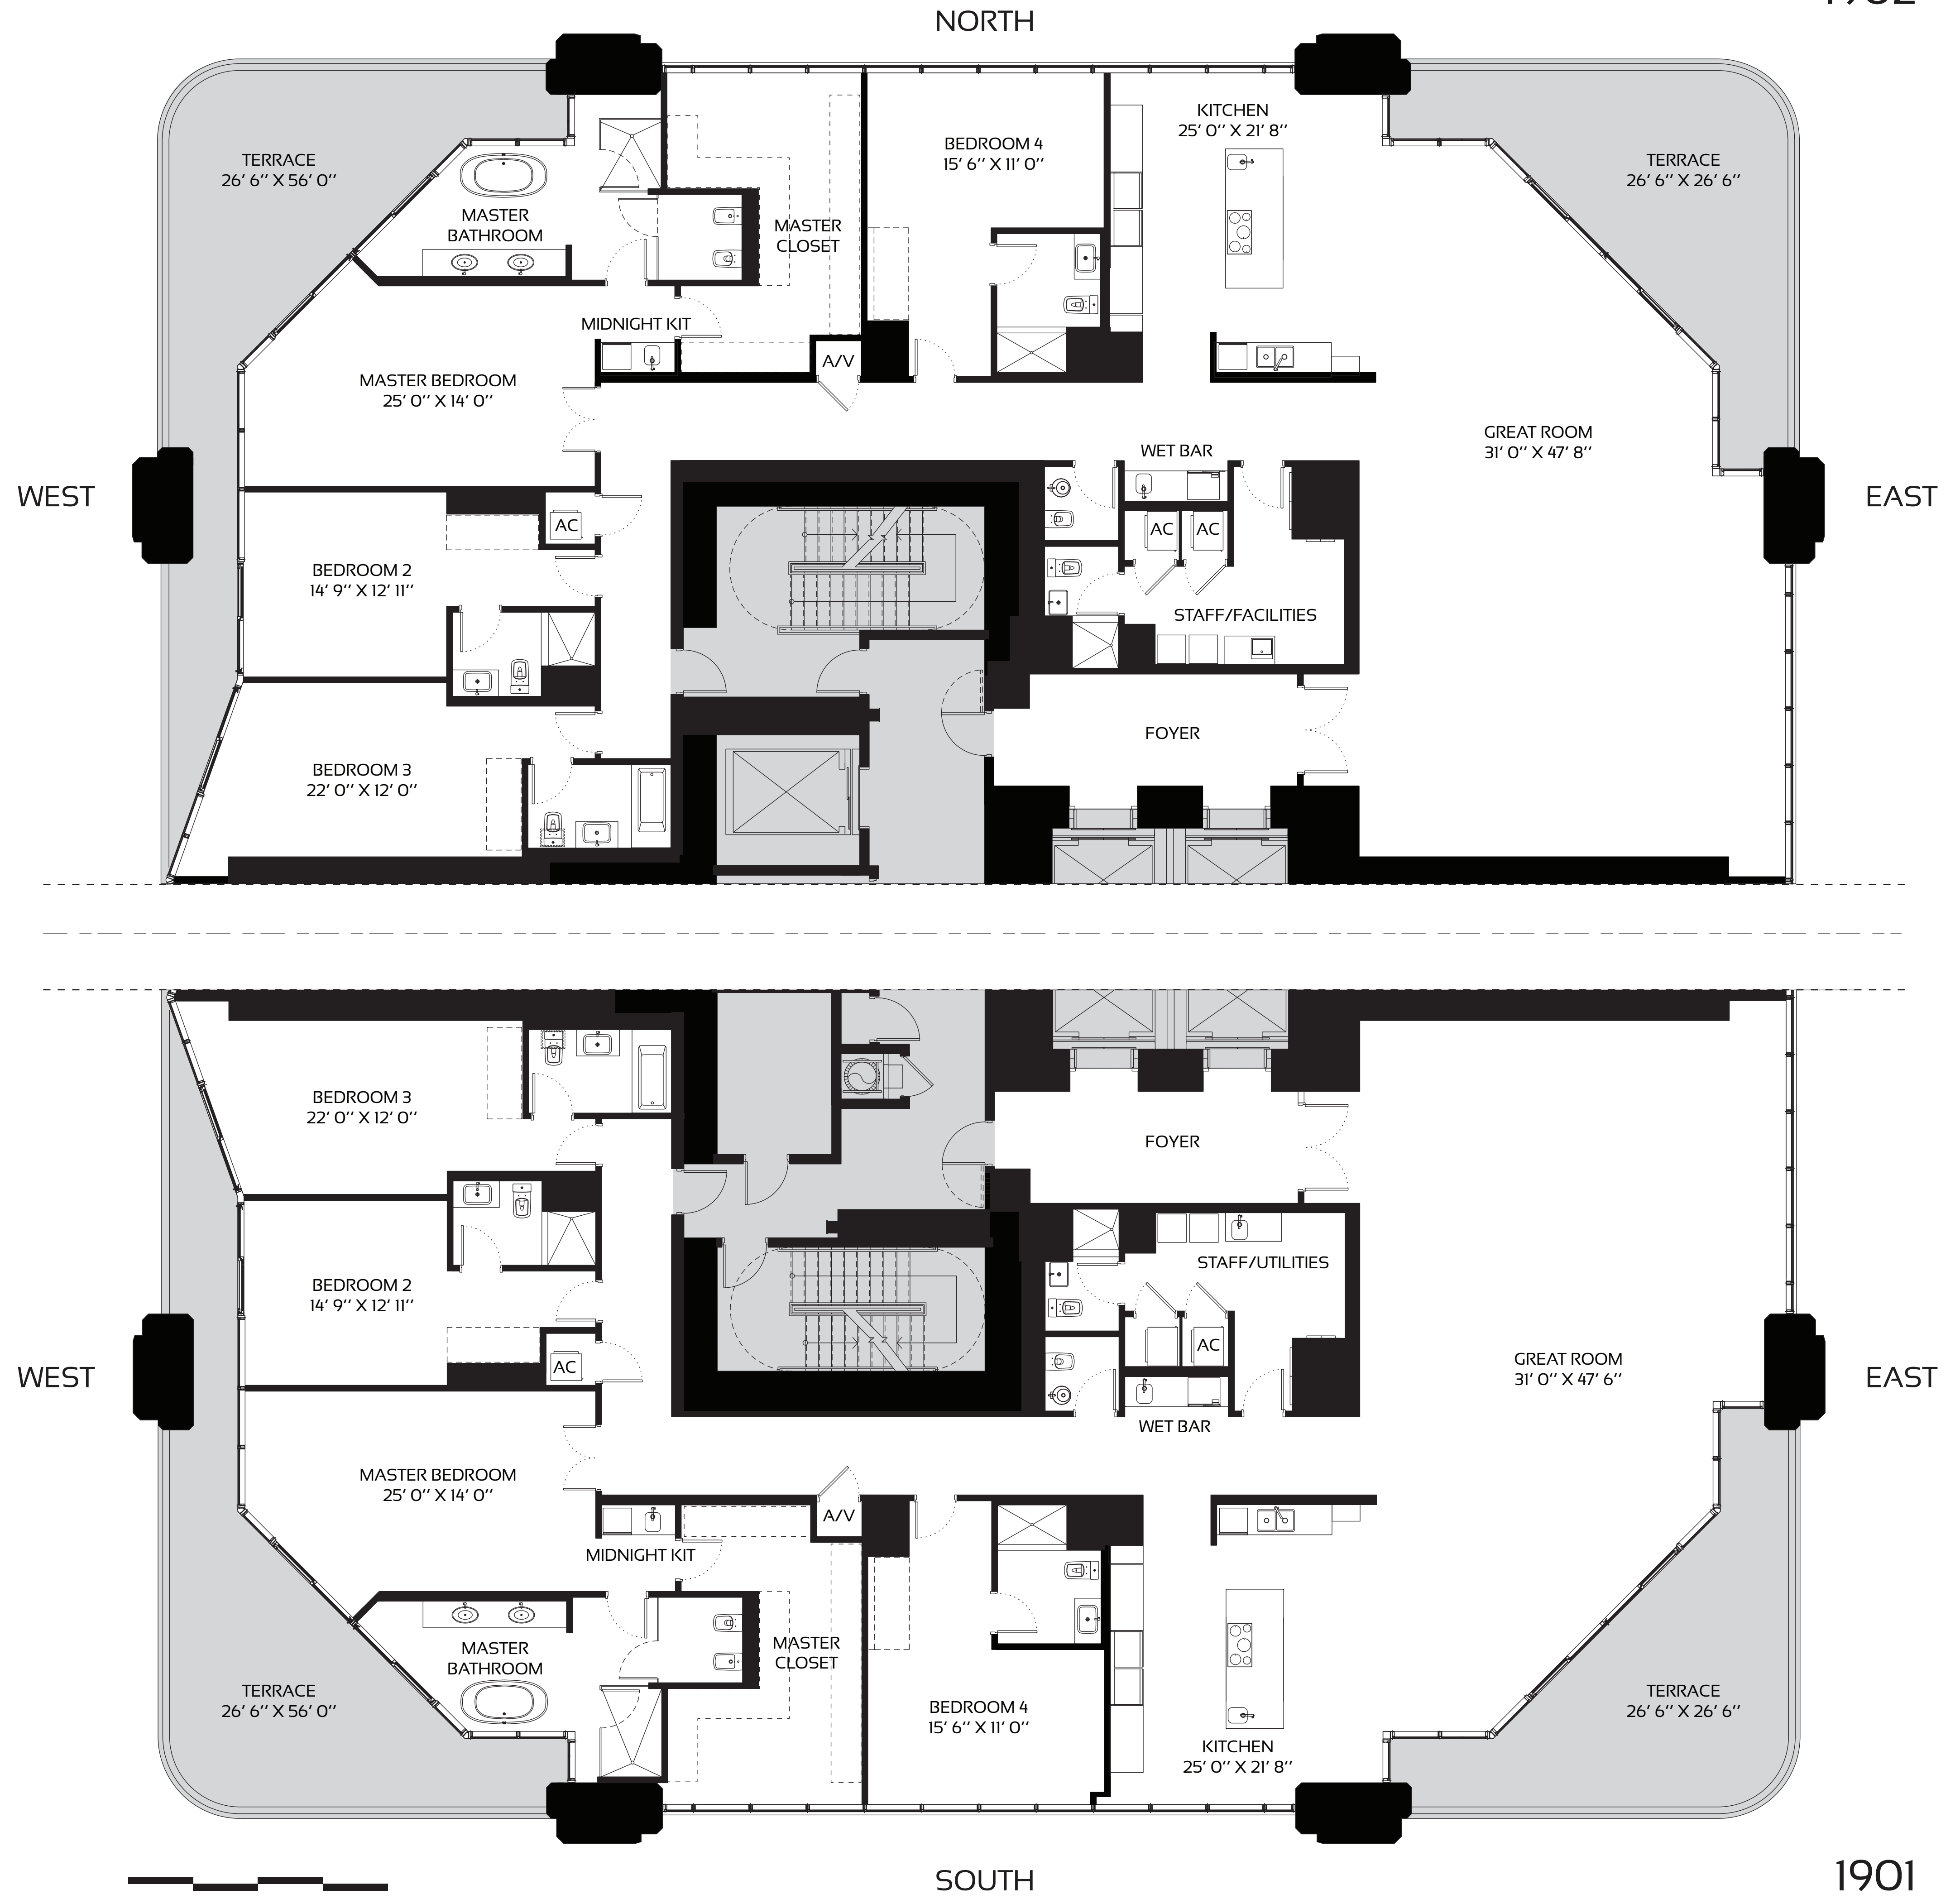 NORTH
TERRACE
26' 6'' X 56' 0''
MASTER
BATHROOM
MASTER
CLOSET
BEDROOM 4
15' 6'' X 11' 0''
KITCHEN
25' 0'' X 21' 8''
TERRACE
26' 6'' X 26' 6''
MIDNIGHT KIT
A/V
MASTER BEDROOM
25' 0'' X 14' 0''
GREAT ROOM
31' 0'' X 47' 8''
WET BAR
WEST
EAST
AC
AC
AC
BEDROOM 2
14' 9'' X 12' 11''
STAFF/FACILITIES
FOYER
BEDROOM 3
22' 0'' X 12' 0''
BEDROOM 3
22' 0'' X 12' 0''
FOYER
STAFF/UTILITIES
BEDROOM 2
14' 9'' X 12' 11''
AC
AC
GREAT ROOM
31' 0'' X 47' 6''
WEST
EAST
WET BAR
MASTER BEDROOM
25' 0'' X 14' 0''
A/V
MIDNIGHT KIT
MASTER
BATHROOM
MASTER
CLOSET
TERRACE
26' 6'' X 56' 0''
BEDROOM 4
15' 6'' X 11' 0''
KITCHEN
25' 0'' X 21' 8''
TERRACE
26' 6'' X 26' 6''
SOUTH
1901